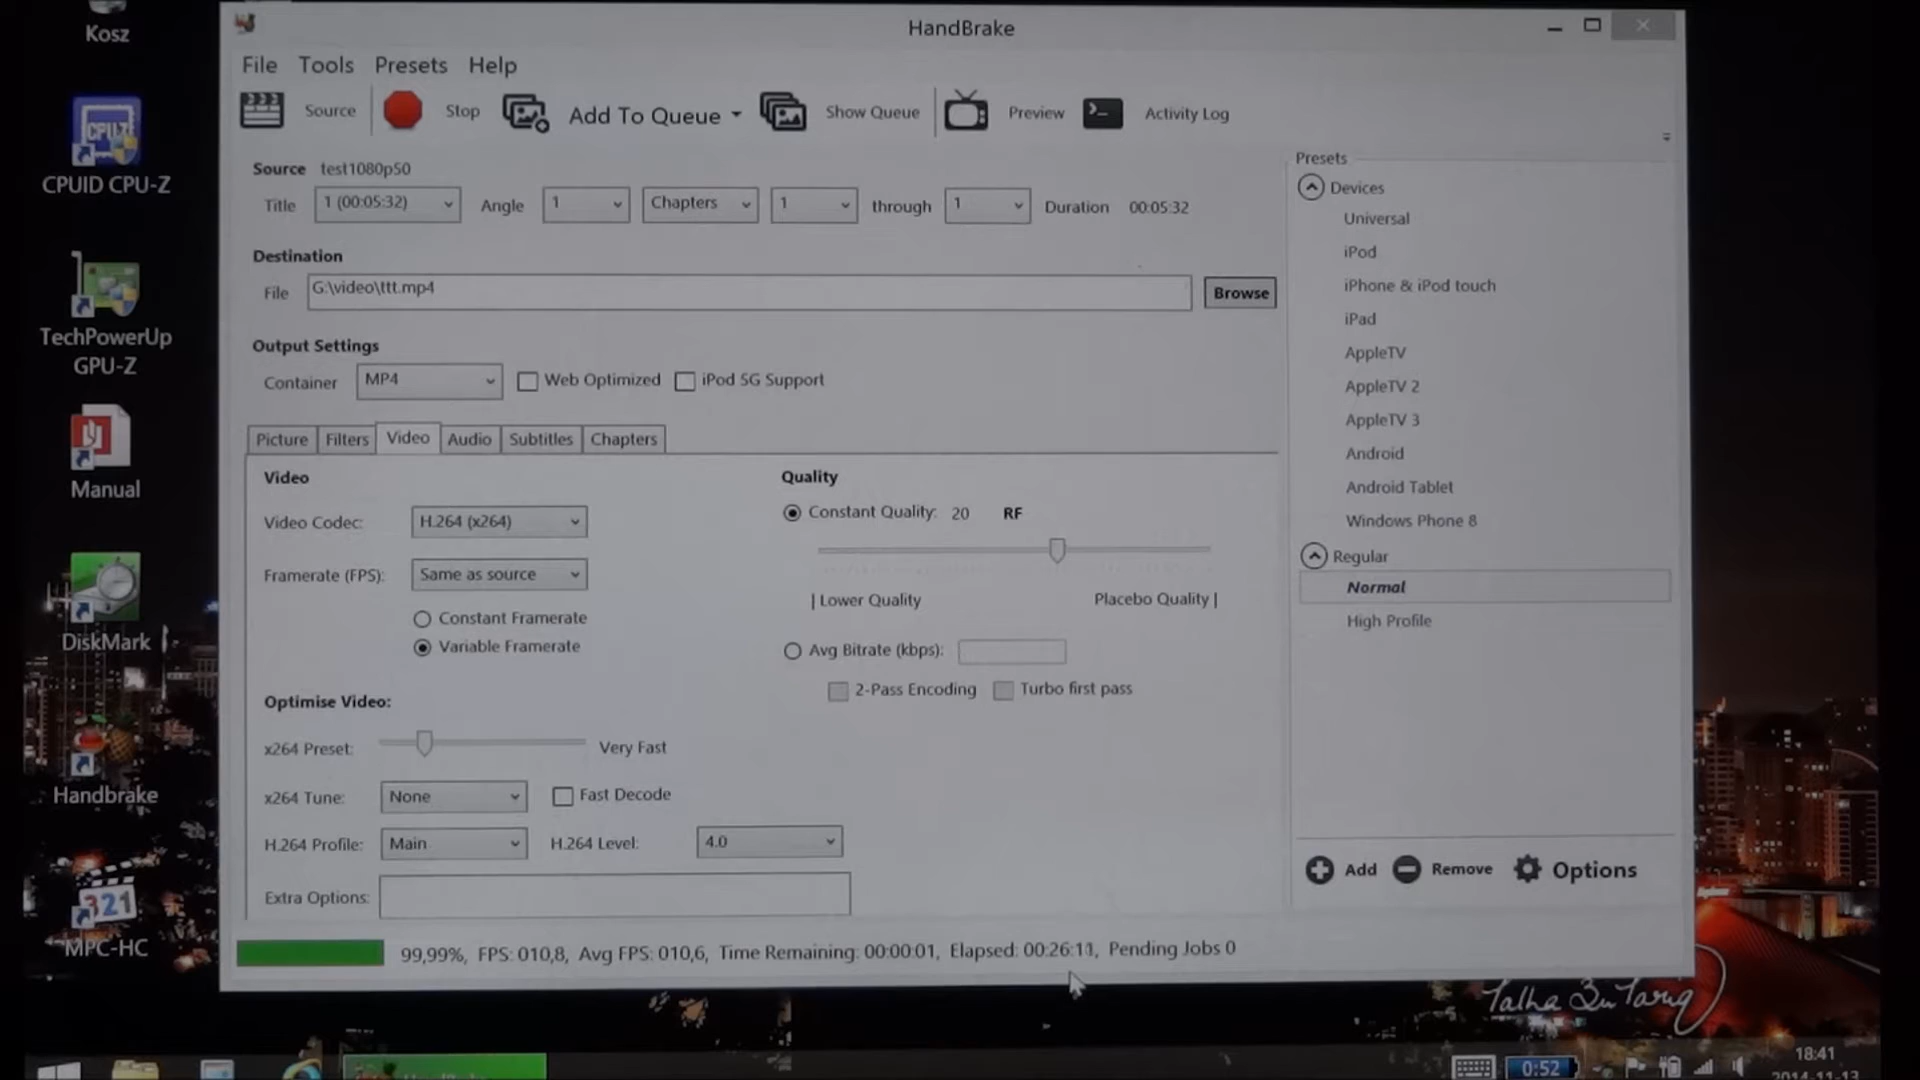 Kosz
HandBrake
File Tools Presets Help
Source Stop Add To Queue Show Queue Preview Activity Log
CPUID CPU-Z
Source test1080p50
Title 1 (00:05:32) Angle 1 Chapters 1 through 1 Duration 00:05:32
Destination
File G:\video\ttt.mp4 Browse
TechPowerUp
GPU-Z
Output Settings
Container MP4 Web Optimized iPod 5G Support
Picture Filters Video Audio Subtitles Chapters
Manual
Video
Video Codec: H.264 (x264)
Framerate (FPS): Same as source
Constant Framerate
Variable Framerate
Quality
Constant Quality: 20 RF
| Lower Quality Placebo Quality |
Avg Bitrate (kbps):
2-Pass Encoding Turbo first pass
DiskMark
Optimise Video:
x264 Preset: Very Fast
x264 Tune: None Fast Decode
H.264 Profile: Main H.264 Level: 4.0
Extra Options:
Handbrake
321
MPC-HC
Presets
Devices
Universal
iPod
iPhone & iPod touch
iPad
AppleTV
AppleTV 2
AppleTV 3
Android
Android Tablet
Windows Phone 8
Regular
Normal
High Profile
Add Remove Options
99,99%, FPS: 010,8, Avg FPS: 010,6, Time Remaining: 00:00:01, Elapsed: 00:26:11, Pending Jobs 0
Talha Bin Tariq
0:52
18:41
2014-11-13